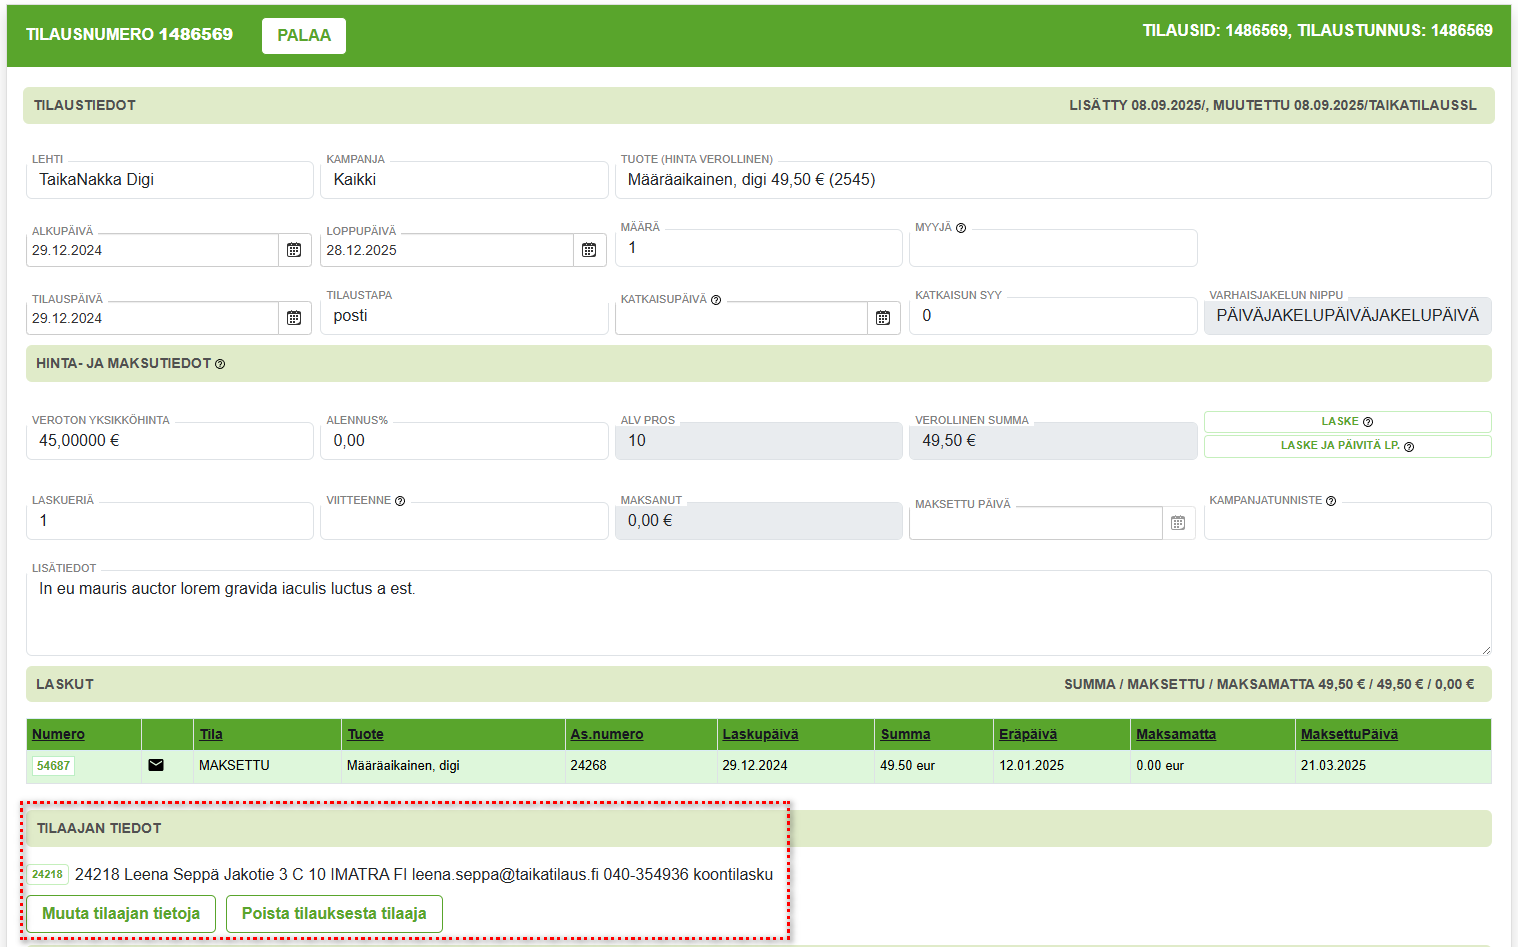 TILAUSNUMERO 1486569 PALAA TILAUSID: 1486569, TILAUSTUNNUS: 1486569
TILAUSTIEDOT LISÄTTY 08.09.2025/, MUUTETTU 08.09.2025/TAIKATILAUSSL
LEHTI KAMPANJA TUOTE (HINTA VEROLLINEN)
TaikaNakka Digi Kaikki Määräaikainen, digi 49,50 € (2545)
ALKUPÄIVÄ LOPPUPÄIVÄ MÄÄRÄ MYYJÄ
29.12.2024 28.12.2025 1
TILAUSPÄIVÄ TILAUSTAPA KATKAISUPÄIVÄ KATKAISUN SYY VARHAISJAKELUN NIPPU
29.12.2024 posti 0 PÄIVÄJAKELUPÄIVÄJAKELUPÄIVÄ
HINTA- JA MAKSUTIEDOT
VEROTON YKSIKKÖHINTA ALENNUS% ALV PROS VEROLLINEN SUMMA LASKE
45,00000 € 0,00 10 49,50 € LASKE JA PÄIVITÄ LP.
LASKUERIÄ VIITTEENNE MAKSANUT MAKSETTU PÄIVÄ KAMPANJATUNNISTE
1 0,00 €
LISÄTIEDOT
In eu mauris auctor lorem gravida iaculis luctus a est.
LASKUT SUMMA / MAKSETTU / MAKSAMATTA 49,50 € / 49,50 € / 0,00 €
Numero Tila Tuote As.numero Laskupäivä Summa Eräpäivä Maksamatta MaksettuPäivä
54687 MAKSETTU Määräaikainen, digi 24268 29.12.2024 49.50 eur 12.01.2025 0.00 eur 21.03.2025
TILAAJAN TIEDOT
24218 24218 Leena Seppä Jakotie 3 C 10 IMATRA FI leena.seppa@taikatilaus.fi 040-354936 koontilasku
Muuta tilaajan tietoja Poista tilauksesta tilaaja